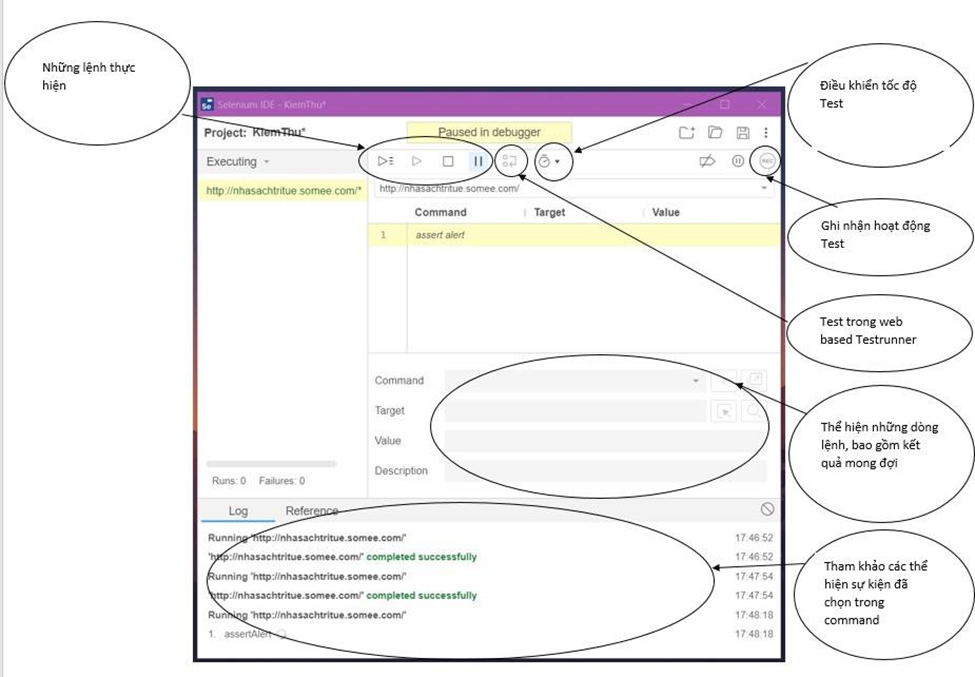 Những lệnh thực
hiện
Điều khiển tốc độ
Test
Selenium IDE - KiemThu*
Project: KiemThu*
Paused in debugger
Executing
http://nhasachtritue.somee.com/*
REC
http://nhasachtritue.somee.com/
Command Target Value
1 assert alert
Ghi nhận hoạt động
Test
Test trong web
based Testrunner
Command
Target
Value
Description
Thể hiện những dòng
lệnh, bao gồm kết
quả mong đợi
Runs: 0 Failures: 0
Log Reference
Running 'http://nhasachtritue.somee.com/' 17:46:52
'http://nhasachtritue.somee.com/' completed successfully 17:46:52
Running 'http://nhasachtritue.somee.com/' 17:47:54
'http://nhasachtritue.somee.com/' completed successfully 17:47:54
Running 'http://nhasachtritue.somee.com/' 17:48:18
1. assertAlert 17:48:18
Tham khảo các thể
hiện sự kiện đã
chọn trong
command